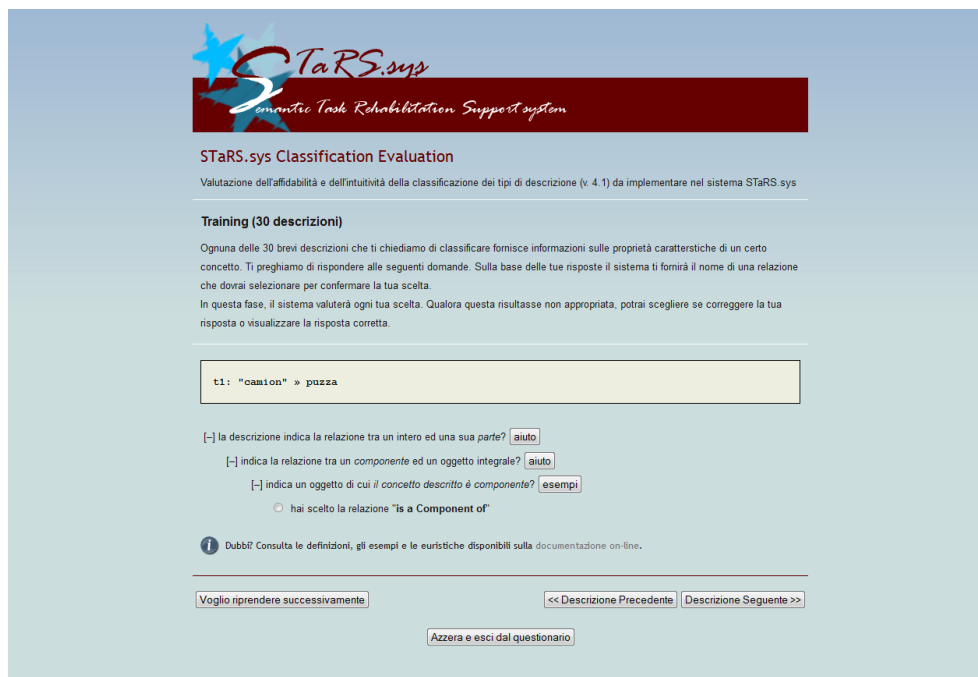 STaRS.sys
Semantic Task Rehabilitation Support system
STaRS.sys Classification Evaluation
Valutazione dell'affidabilità e dell'intuitività della classificazione dei tipi di descrizione (v. 4.1) da implementare nel sistema STaRS.sys
Training (30 descrizioni)
Ognuna delle 30 brevi descrizioni che ti chiediamo di classificare fornisce informazioni sulle proprietà caratterstiche di un certo
concetto. Ti preghiamo di rispondere alle seguenti domande. Sulla base delle tue risposte il sistema ti fornirà il nome di una relazione
che dovrai selezionare per confermare la tua scelta.
In questa fase, il sistema valuterà ogni tua scelta. Qualora questa risultasse non appropriata, potrai scegliere se correggere la tua
risposta o visualizzare la risposta corretta.
t1: "camion" » puzza
[–] la descrizione indica la relazione tra un intero ed una sua parte? aiuto
[–] indica la relazione tra un componente ed un oggetto integrale? aiuto
[–] indica un oggetto di cui il concetto descritto è componente? esempi
hai scelto la relazione "is a Component of"
i Dubbi? Consulta le definizioni, gli esempi e le euristiche disponibili sulla documentazione on-line.
Voglio riprendere successivamente << Descrizione Precedente Descrizione Seguente >>
Azzera e esci dal questionario